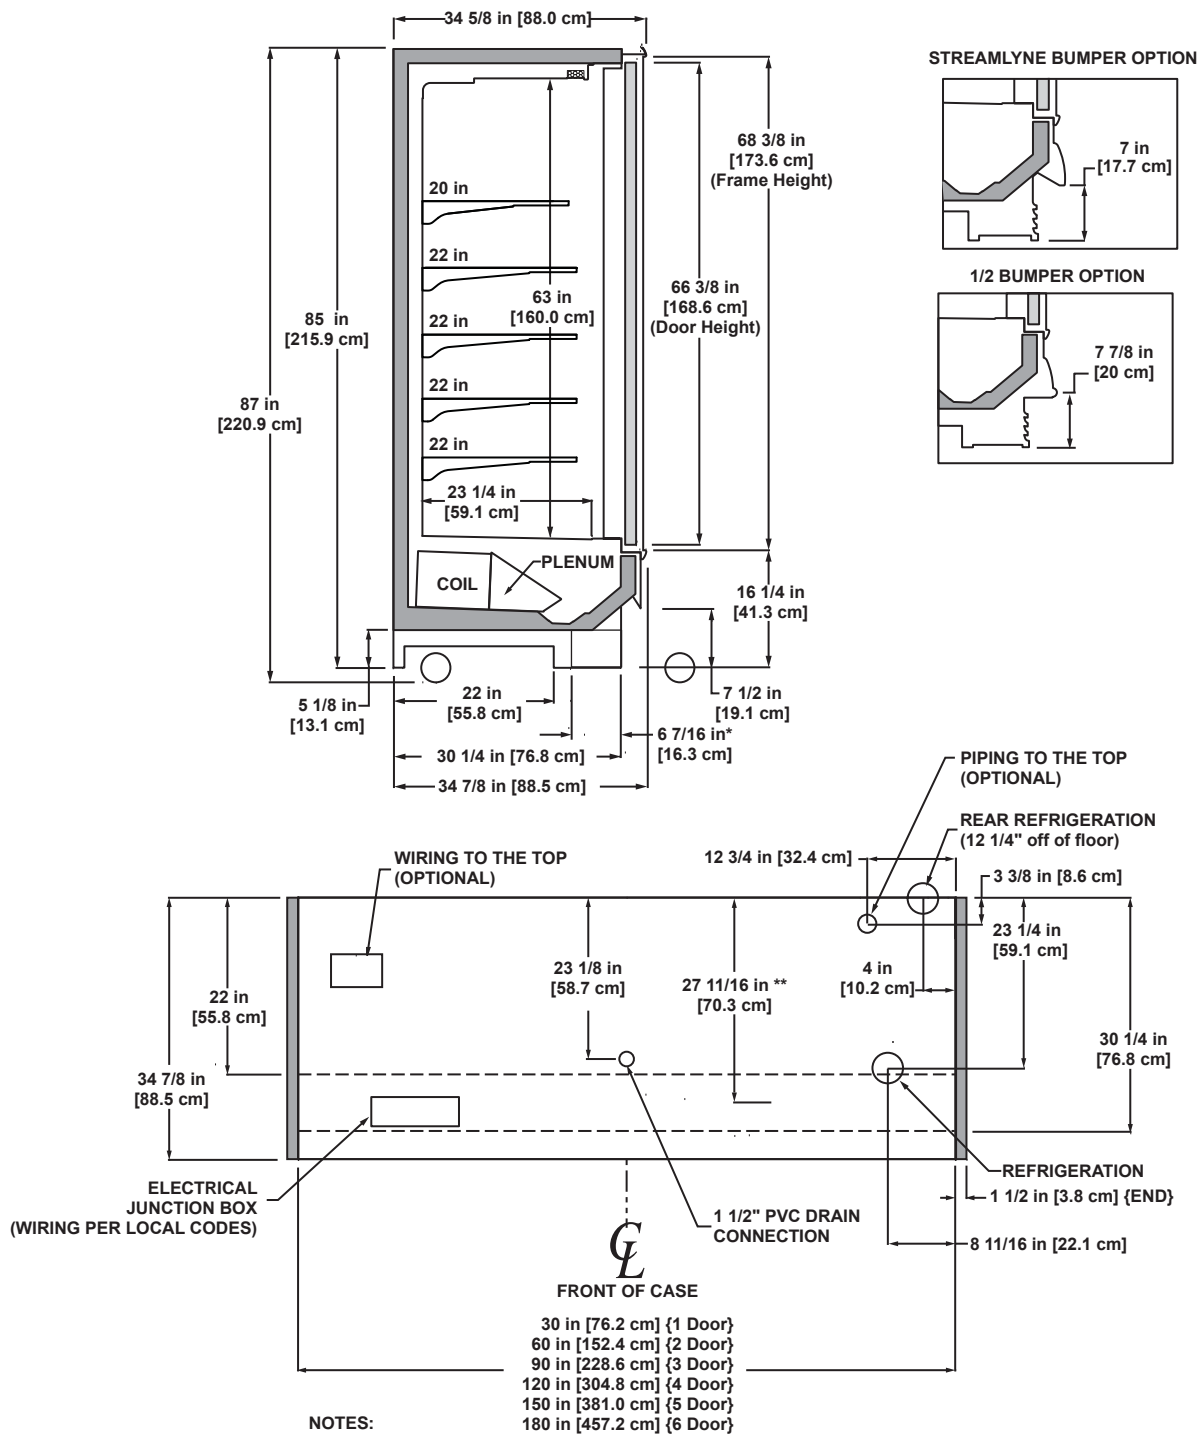 34 5/8 in [88.0 cm]
STREAMLYNE BUMPER OPTION
7 in
[17.7 cm]
68 3/8 in
[173.6 cm]
(Frame Height)
20 in
22 in
22 in
22 in
22 in
63 in
[160.0 cm]
66 3/8 in
[168.6 cm]
(Door Height)
1/2 BUMPER OPTION
7 7/8 in
[20 cm]
85 in
[215.9 cm]
87 in
[220.9 cm]
23 1/4 in
[59.1 cm]
COIL
PLENUM
16 1/4 in
[41.3 cm]
5 1/8 in
[13.1 cm]
22 in
[55.8 cm]
7 1/2 in
[19.1 cm]
6 7/16 in*
[16.3 cm]
30 1/4 in [76.8 cm]
34 7/8 in [88.5 cm]
PIPING TO THE TOP
(OPTIONAL)
REAR REFRIGERATION
(12 1/4" off of floor)
12 3/4 in [32.4 cm]
3 3/8 in [8.6 cm]
WIRING TO THE TOP
(OPTIONAL)
23 1/4 in
[59.1 cm]
23 1/8 in
[58.7 cm]
27 11/16 in **
[70.3 cm]
4 in
[10.2 cm]
22 in
[55.8 cm]
30 1/4 in
[76.8 cm]
34 7/8 in
[88.5 cm]
ELECTRICAL
JUNCTION BOX
(WIRING PER LOCAL CODES)
REFRIGERATION
1 1/2 in [3.8 cm] {END}
1 1/2" PVC DRAIN
CONNECTION
8 11/16 in [22.1 cm]
CL
FRONT OF CASE
30 in [76.2 cm] {1 Door}
60 in [152.4 cm] {2 Door}
90 in [228.6 cm] {3 Door}
120 in [304.8 cm] {4 Door}
150 in [381.0 cm] {5 Door}
180 in [457.2 cm] {6 Door}
NOTES: